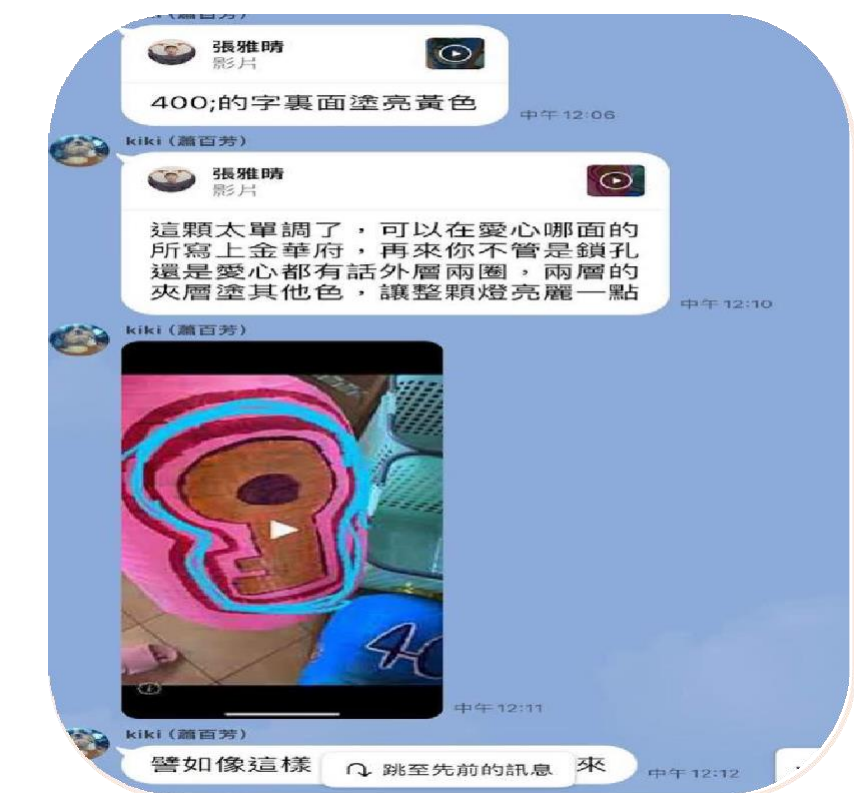 張雅晴
影片
400;的字裏面塗亮黃色
中午 12:06
kiki (蕭百芳)
張雅晴
影片
這顆太單調了，可以在愛心哪面的
所寫上金華府，再來你不管是鎖孔
還是愛心都有話外層兩圈，兩層的
夾層塗其他色，讓整顆燈亮麗一點
中午 12:10
kiki (蕭百芳)
40
中午 12:11
kiki (蕭百芳)
譬如像這樣
跳至先前的訊息
來
中午 12:12